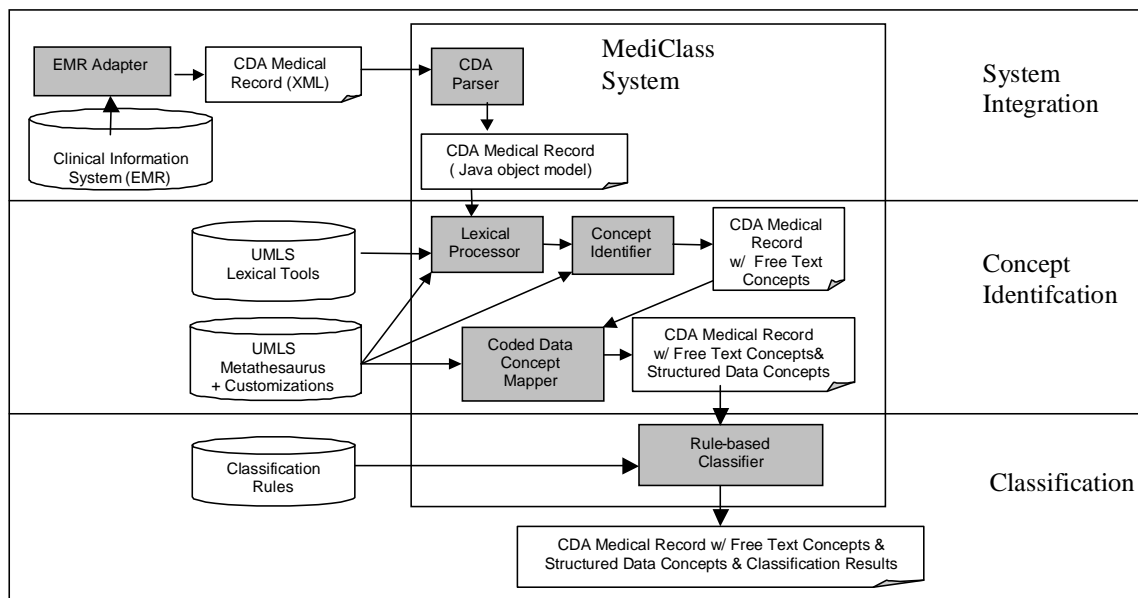 EMR Adapter
CDA Medical
Record (XML)
CDA
Parser
MediClass
System
System
Integration
Clinical Information
System (EMR)
CDA Medical Record
( Java object model)
UMLS
Lexical Tools
Lexical
Processor
Concept
Identifier
CDA Medical
Record
w/ Free Text
Concepts
Concept
Identifcation
UMLS
Metathesaurus
+ Customizations
Coded Data
Concept
Mapper
CDA Medical Record
w/ Free Text Concepts&
Structured Data Concepts
Classification
Rules
Rule-based
Classifier
Classification
CDA Medical Record w/ Free Text Concepts &
Structured Data Concepts & Classification Results